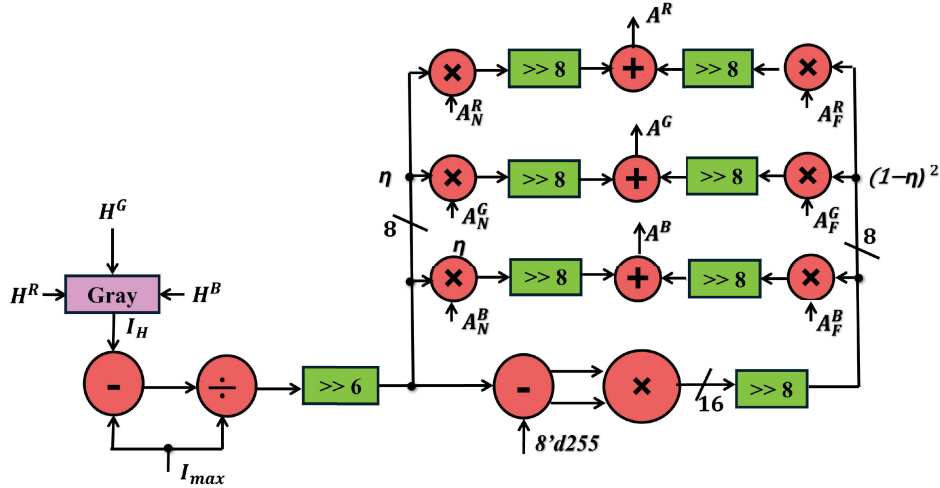 A^R
× >> 8 + >> 8 ×
A_N^R A_F^R
A^G
η × >> 8 + >> 8 × (1−η)^2
H^G
8 A_N^G A_F^G 8
η A^B
H^R Gray H^B × >> 8 + >> 8 ×
I_H A_N^B A_F^B
- ÷ >> 6 - × 16 >> 8
8'd255
I_max